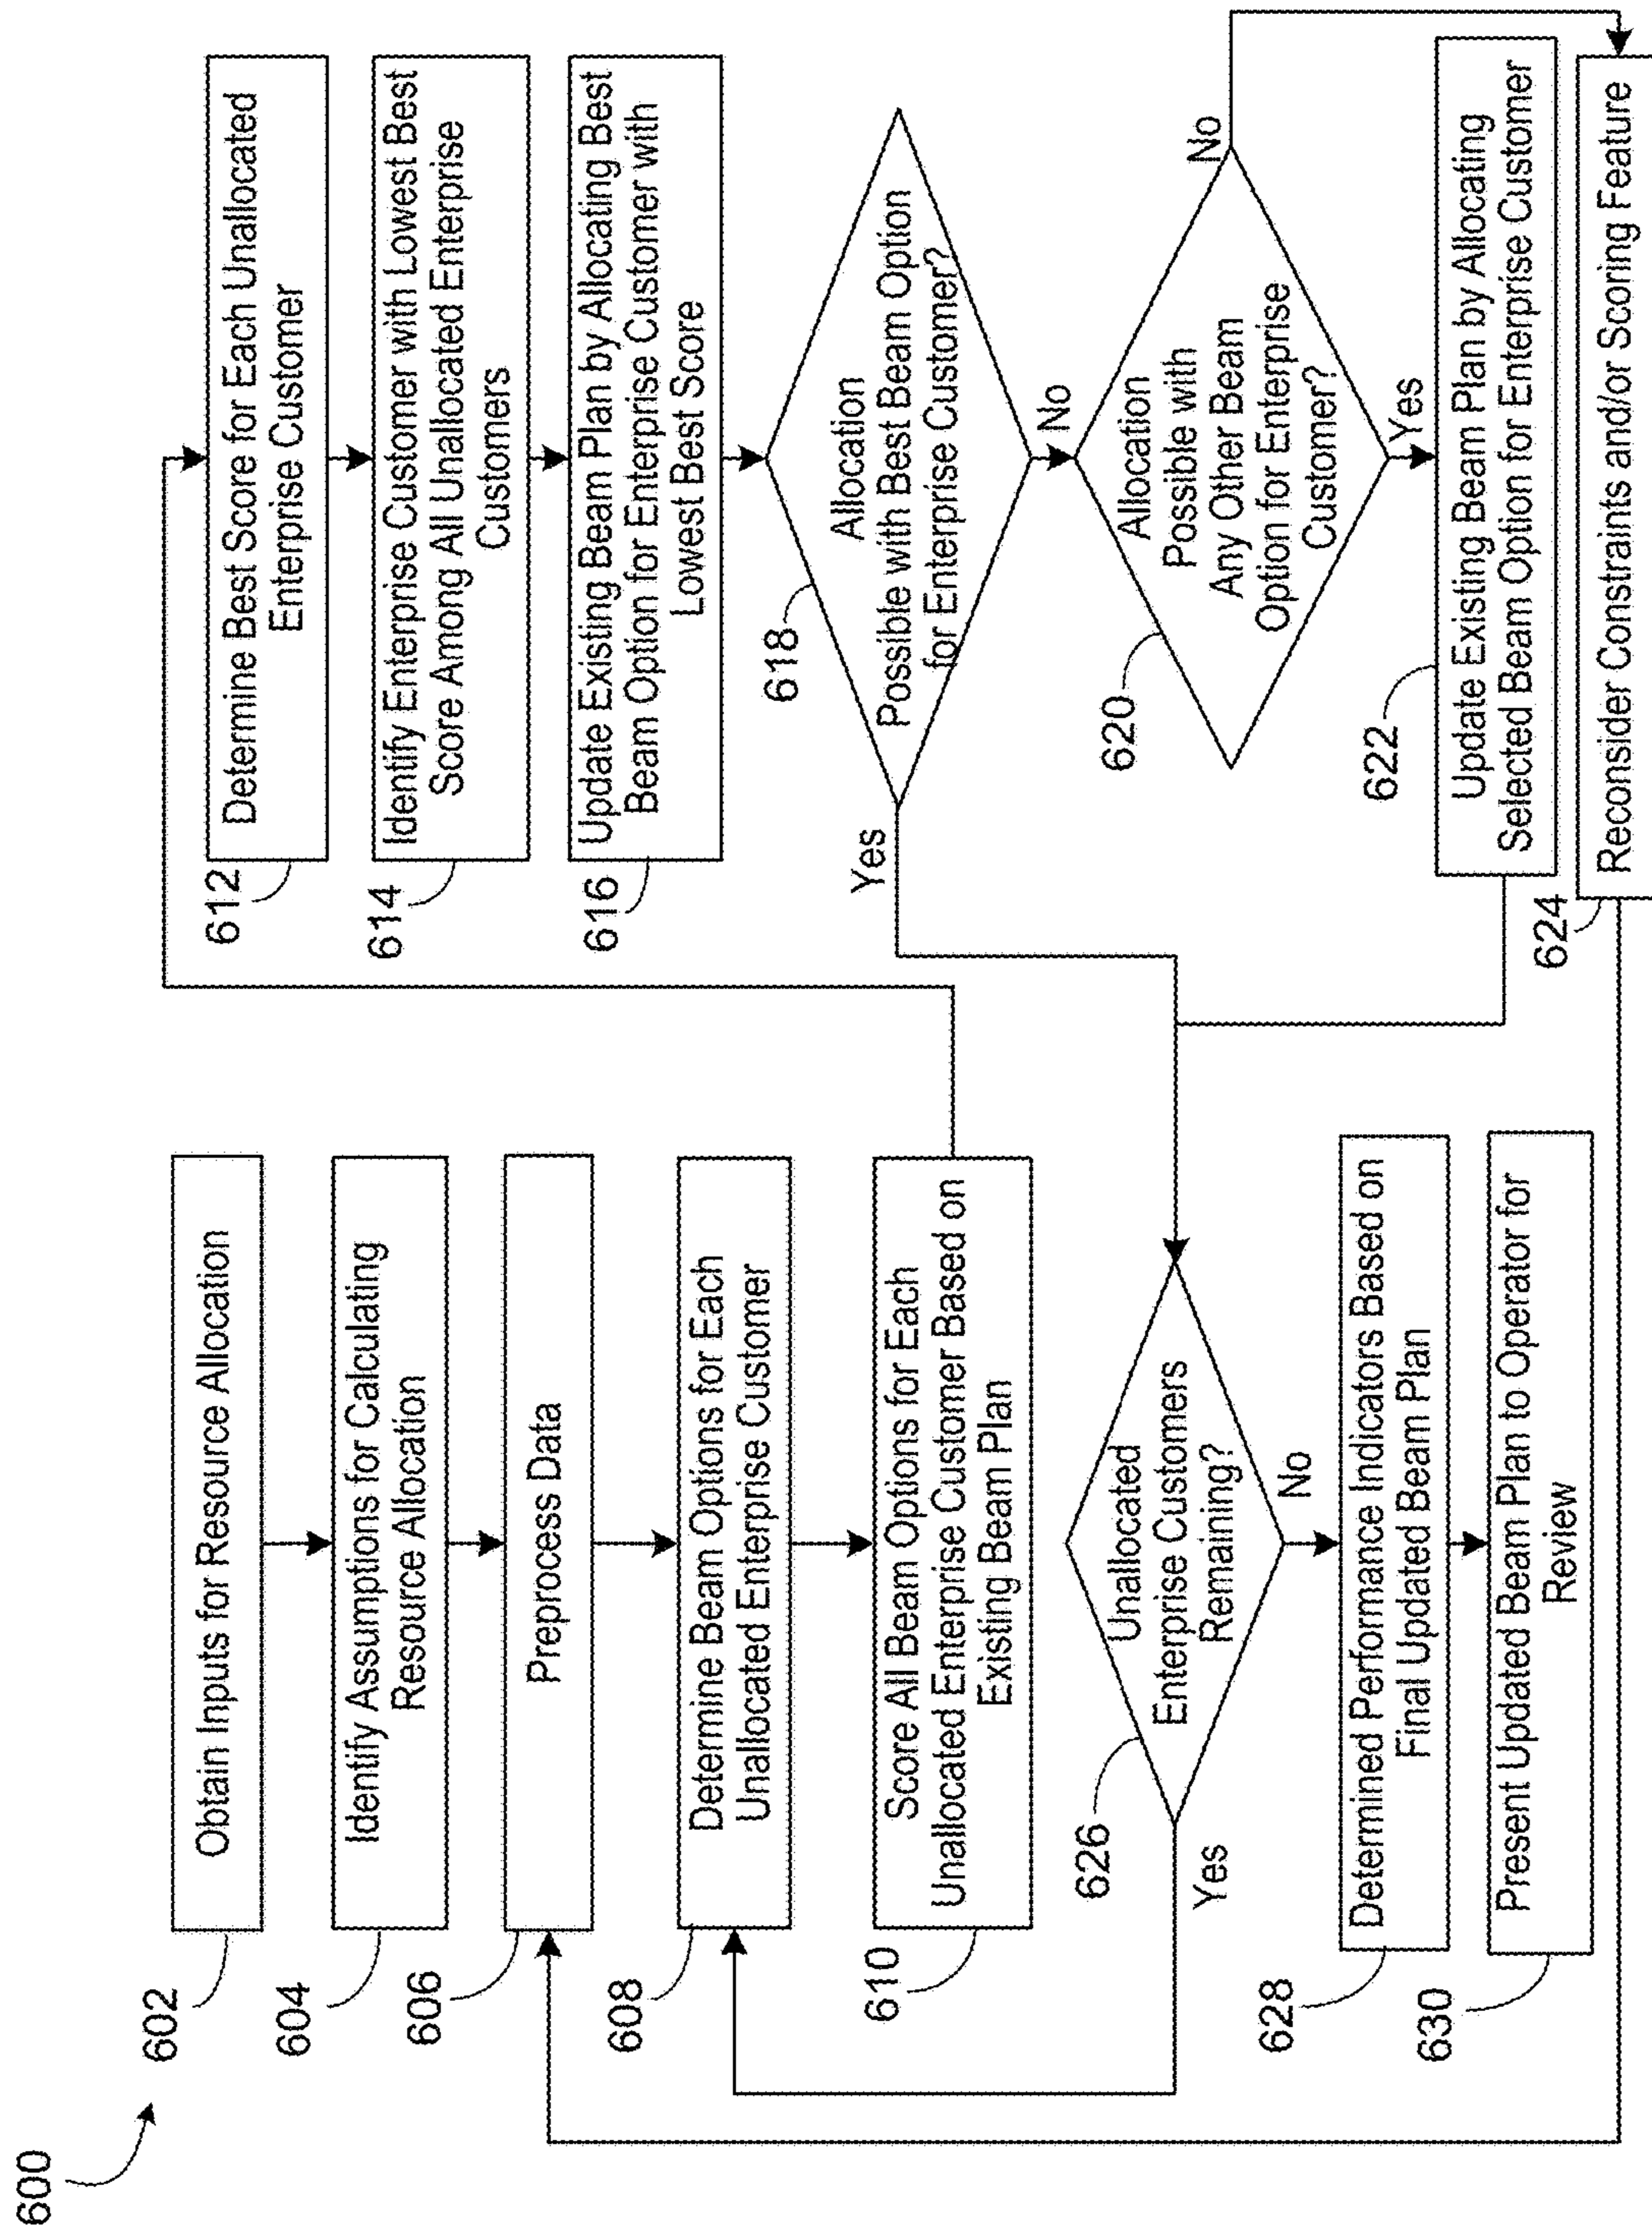 600
602
Obtain Inputs for Resource Allocation
604
Identify Assumptions for Calculating
Resource Allocation
606
Preprocess Data
608
Determine Beam Options for Each
Unallocated Enterprise Customer
610
Score All Beam Options for Each
Unallocated Enterprise Customer Based on
Existing Beam Plan
626
Unallocated
Enterprise Customers
Remaining?
Yes
No
628
Determined Performance Indicators Based on
Final Updated Beam Plan
630
Present Updated Beam Plan to Operator for
Review
612
Determine Best Score for Each Unallocated
Enterprise Customer
614
Identify Enterprise Customer with Lowest Best
Score Among All Unallocated Enterprise
Customers
616
Update Existing Beam Plan by Allocating Best
Beam Option for Enterprise Customer with
Lowest Best Score
618
Allocation
Possible with Best Beam Option
for Enterprise Customer?
Yes
No
620
Allocation
Possible with
Any Other Beam
Option for Enterprise
Customer?
No
Yes
622
Update Existing Beam Plan by Allocating
Selected Beam Option for Enterprise Customer
624
Reconsider Constraints and/or Scoring Feature